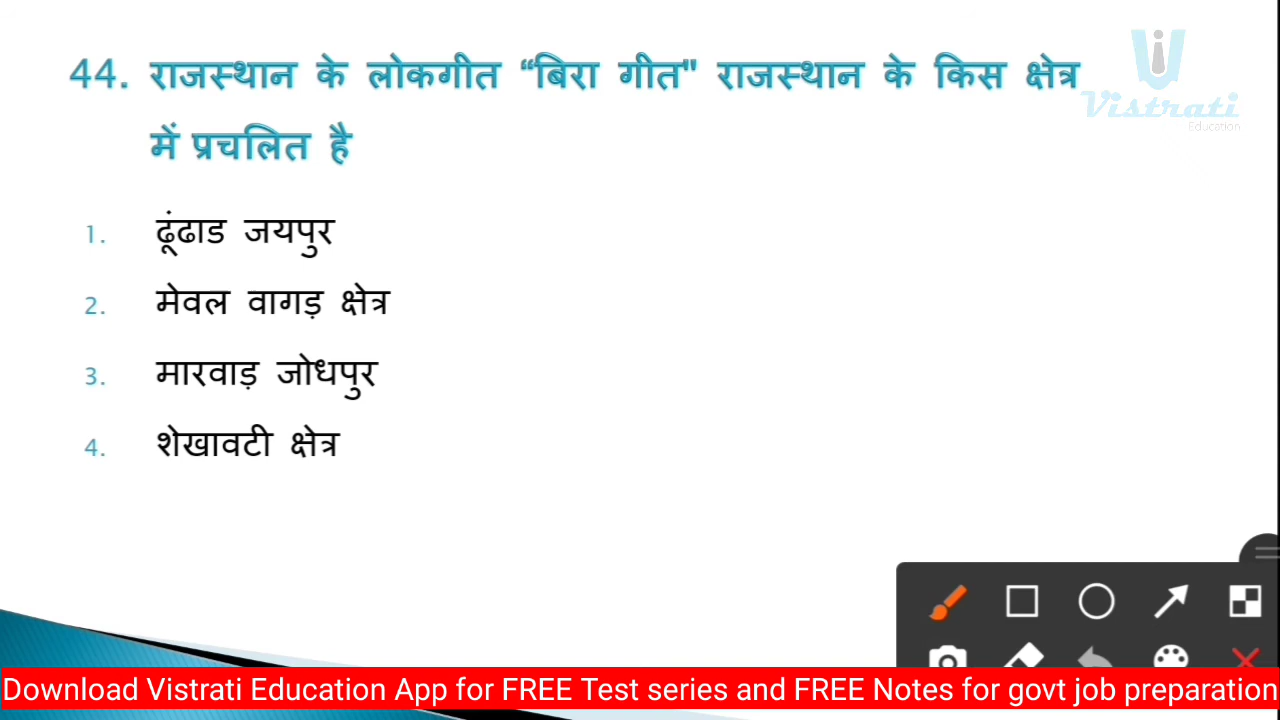 44. राजस्थान के लोकगीत “बिरा गीत" राजस्थान के किस क्षेत्र
में प्रचलित है
Vistrati
Education
1. ढूंढाड जयपुर
2. मेवल वागड़ क्षेत्र
3. मारवाड़ जोधपुर
4. शेखावटी क्षेत्र
Download Vistrati Education App for FREE Test series and FREE Notes for govt job preparation